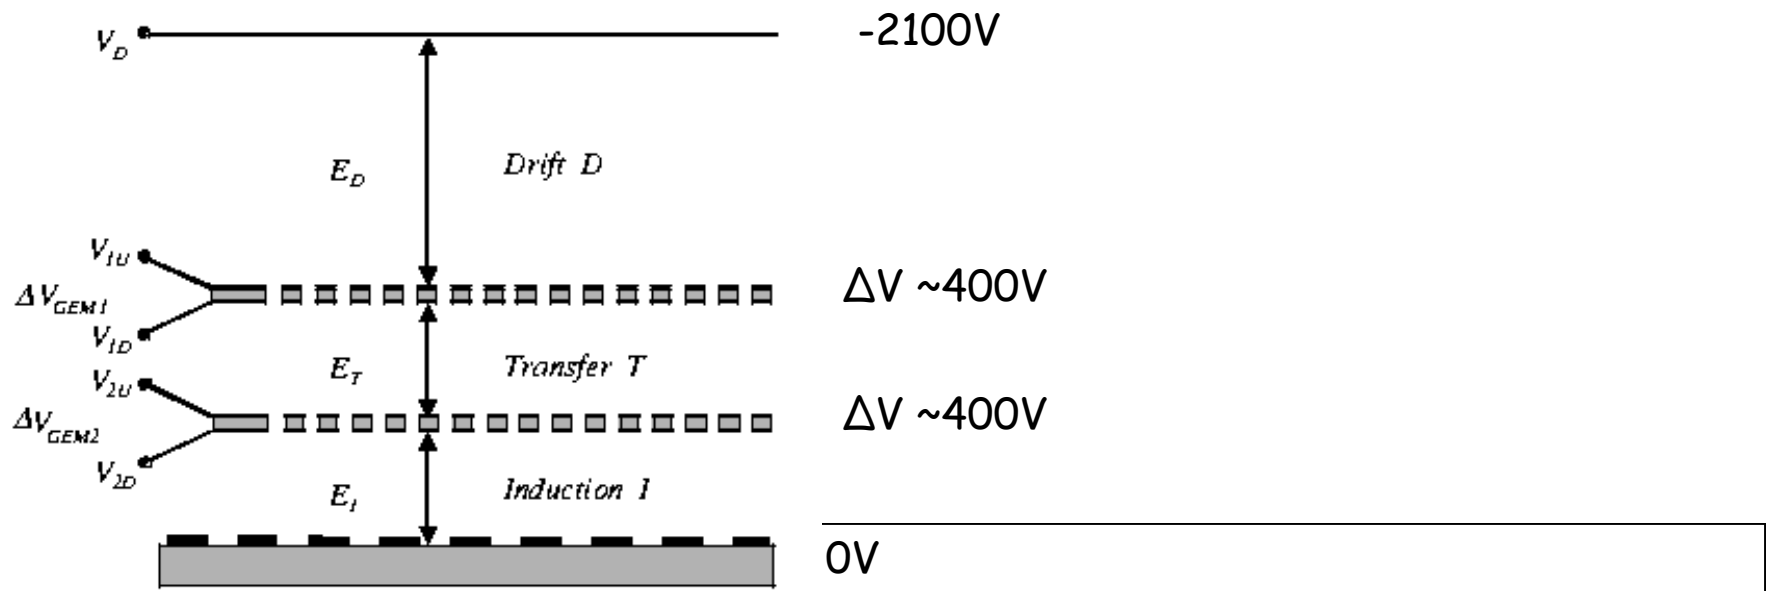 V_D
-2100V
E_D
Drift D
V_1U
ΔV_GEM1
ΔV ~400V
V_1D
E_T
Transfer T
V_2U
ΔV_GEM2
ΔV ~400V
V_2D
E_I
Induction I
0V